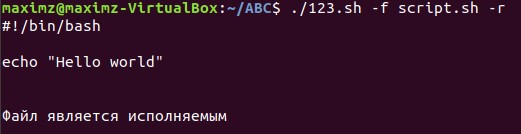 maximz@maximz-VirtualBox:~/ABC$ ./123.sh -f script.sh -r
#!/bin/bash
echo "Hello world"
Файл является исполняемым